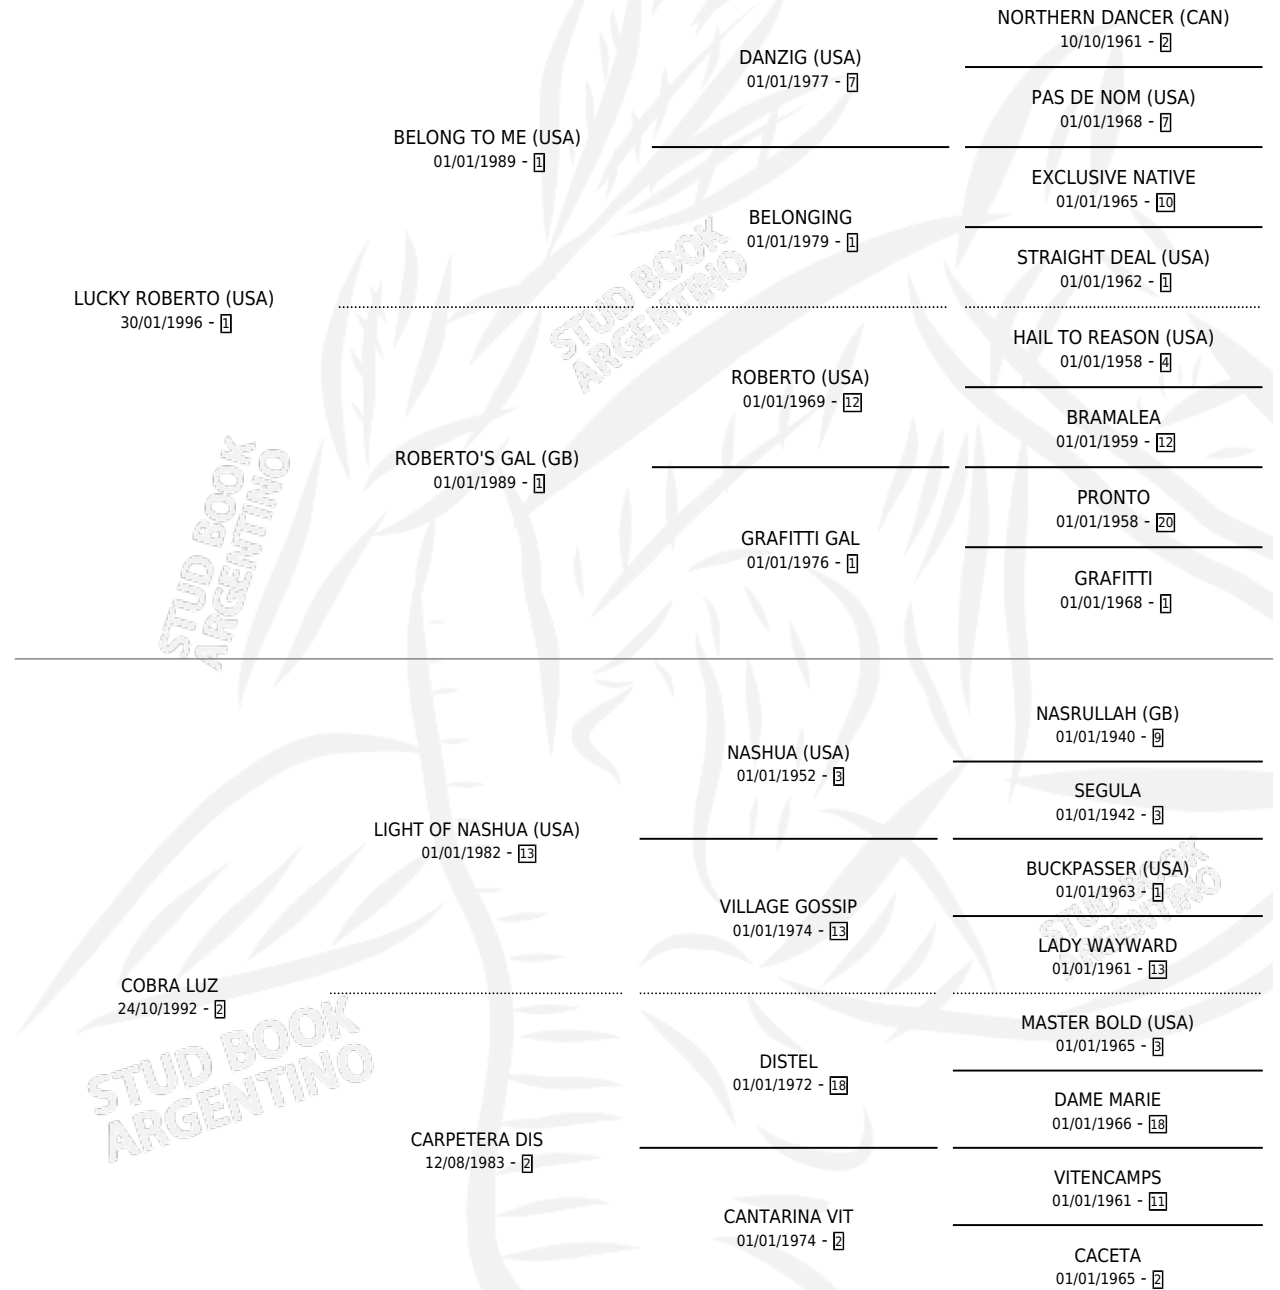 NORTHERN DANCER (CAN)
10/10/1961 - 2
DANZIG (USA)
01/01/1977 - 7
PAS DE NOM (USA)
01/01/1968 - 7
BELONG TO ME (USA)
01/01/1989 - 1
EXCLUSIVE NATIVE
01/01/1965 - 10
BELONGING
01/01/1979 - 1
STRAIGHT DEAL (USA)
01/01/1962 - 1
LUCKY ROBERTO (USA)
30/01/1996 - 1
HAIL TO REASON (USA)
01/01/1958 - 4
ROBERTO (USA)
01/01/1969 - 12
BRAMALEA
01/01/1959 - 12
ROBERTO'S GAL (GB)
01/01/1989 - 1
PRONTO
01/01/1958 - 20
GRAFITTI GAL
01/01/1976 - 1
GRAFITTI
01/01/1968 - 1
NASRULLAH (GB)
01/01/1940 - 9
NASHUA (USA)
01/01/1952 - 3
SEGULA
01/01/1942 - 3
LIGHT OF NASHUA (USA)
01/01/1982 - 13
BUCKPASSER (USA)
01/01/1963 - 1
VILLAGE GOSSIP
01/01/1974 - 13
LADY WAYWARD
01/01/1961 - 13
COBRA LUZ
24/10/1992 - 2
MASTER BOLD (USA)
01/01/1965 - 3
DISTEL
01/01/1972 - 18
DAME MARIE
01/01/1966 - 18
CARPETERA DIS
12/08/1983 - 2
VITENCAMPS
01/01/1961 - 11
CANTARINA VIT
01/01/1974 - 2
CACETA
01/01/1965 - 2
STUD BOOK
ARGENTINO
STUD BOOK
ARGENTINO
STUD BOOK
ARGENTINO
STUD BOOK
ARGENTINO